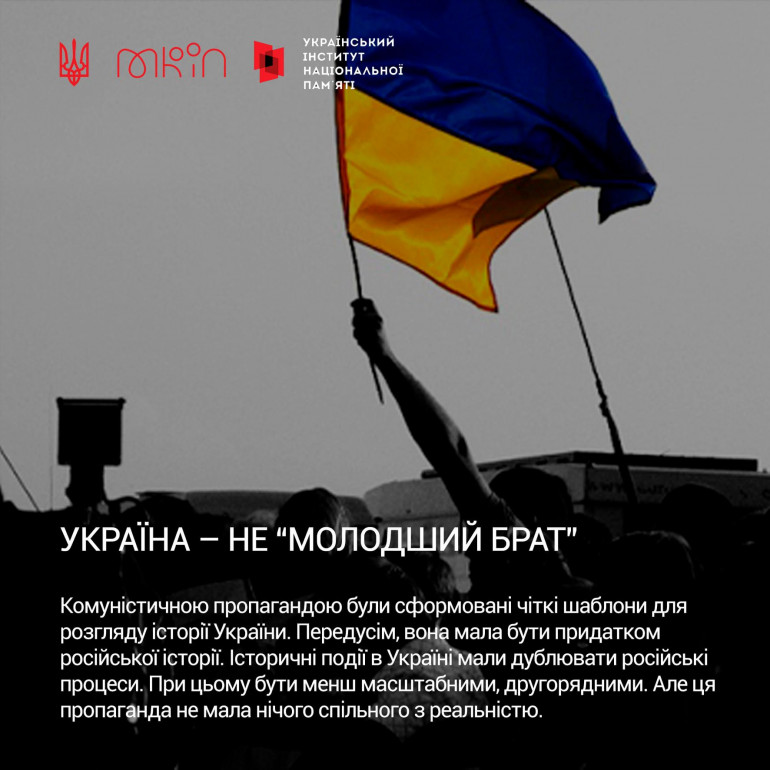 мкіп
УКРАЇНСЬКИЙ
ІНСТИТУТ
НАЦІОНАЛЬНОЇ
ПАМ'ЯТІ
УКРАЇНА – НЕ “МОЛОДШИЙ БРАТ”
Комуністичною пропагандою були сформовані чіткі шаблони для
розгляду історії України. Передусім, вона мала бути придатком
російської історії. Історичні події в Україні мали дублювати російські
процеси. При цьому бути менш масштабними, другорядними. Але ця
пропаганда не мала нічого спільного з реальністю.